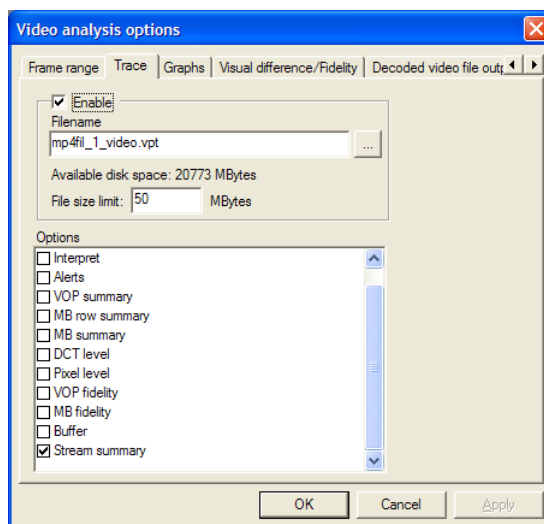 Video analysis options
Frame range Trace Graphs Visual difference/Fidelity Decoded video file outp
Enable
Filename
mp4fil_1_video.vpt ...
Available disk space: 20773 MBytes
File size limit: 50 MBytes
Options
Interpret
Alerts
VOP summary
MB row summary
MB summary
DCT level
Pixel level
VOP fidelity
MB fidelity
Buffer
Stream summary
OK Cancel Apply